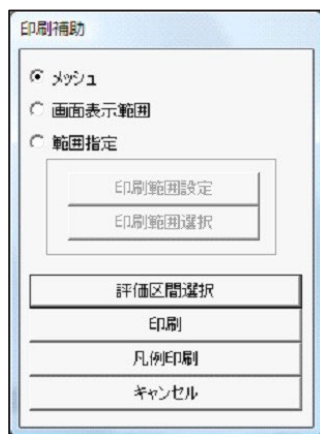 印刷補助
メッシュ
画面表示範囲
範囲指定
印刷範囲設定
印刷範囲選択
評価区間選択
印刷
凡例印刷
キャンセル